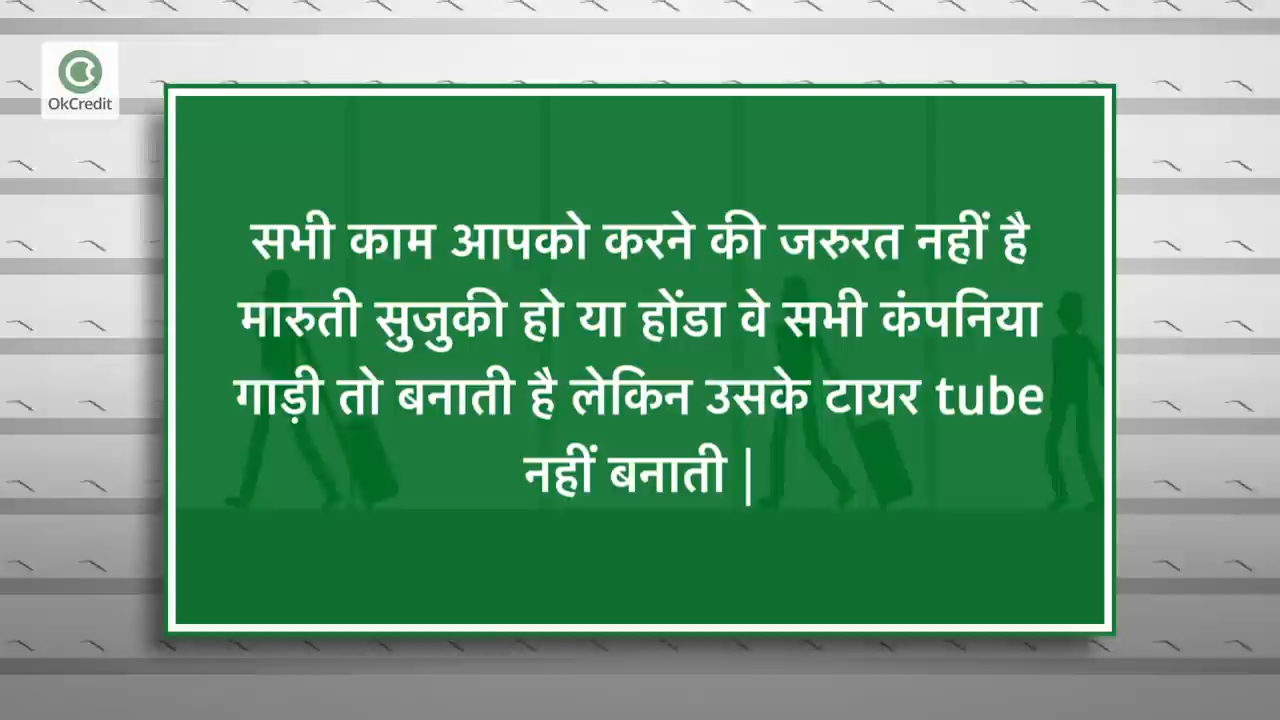 OkCredit
सभी काम आपको करने की जरुरत नहीं है
मारुती सुजुकी हो या होंडा वे सभी कंपनिया
गाड़ी तो बनाती है लेकिन उसके टायर tube
नहीं बनाती |